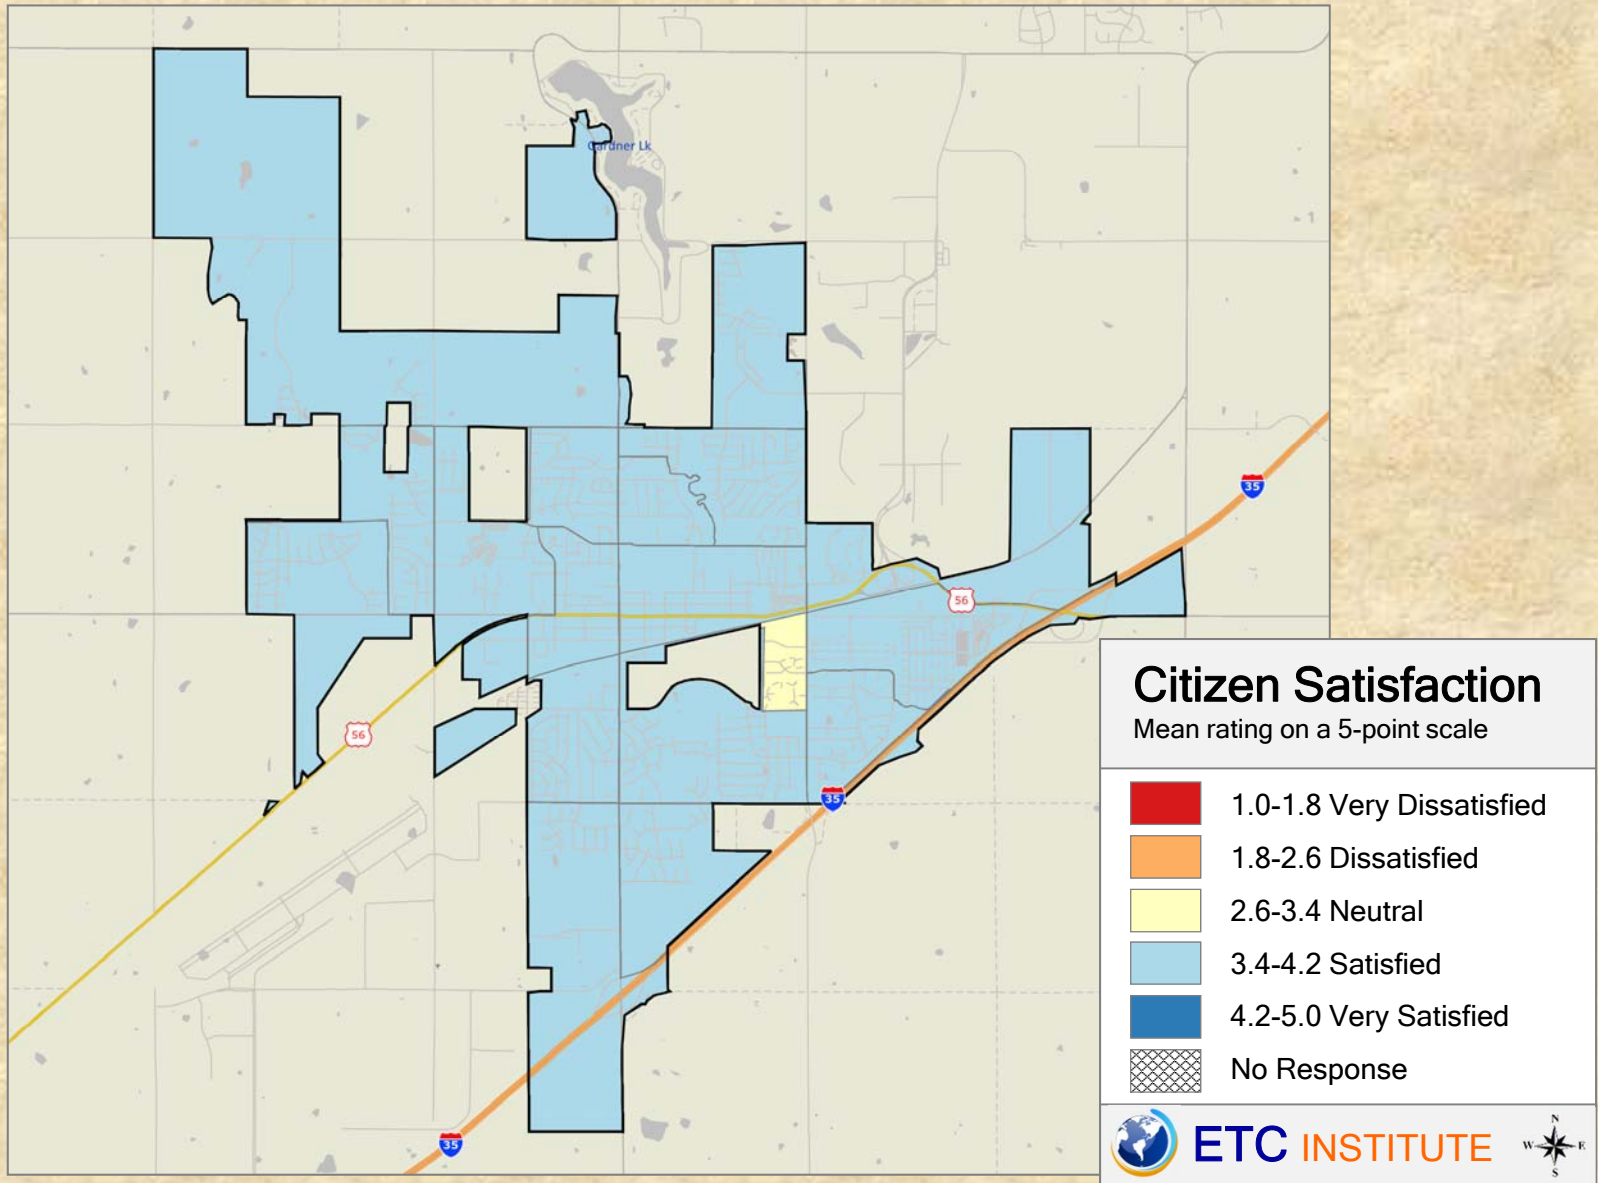 Gardner Lk
35
56
56
35
35
Citizen Satisfaction
Mean rating on a 5-point scale
1.0-1.8 Very Dissatisfied
1.8-2.6 Dissatisfied
2.6-3.4 Neutral
3.4-4.2 Satisfied
4.2-5.0 Very Satisfied
No Response
ETC INSTITUTE
N
W E
S